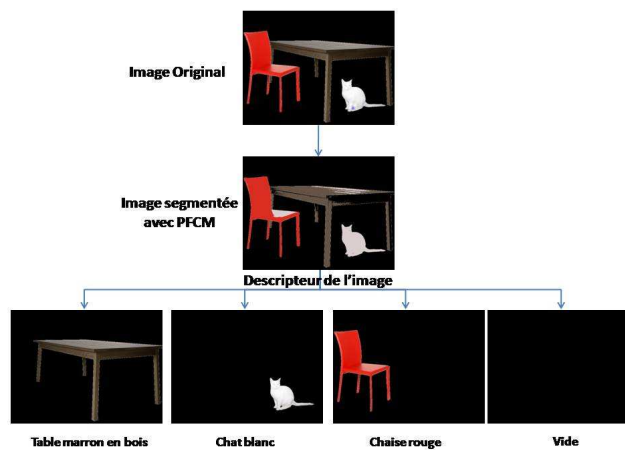 Image Original
Image segmentée
avec PFCM
Descripteur de l'image
Table marron en bois
Chat blanc
Chaise rouge
Vide